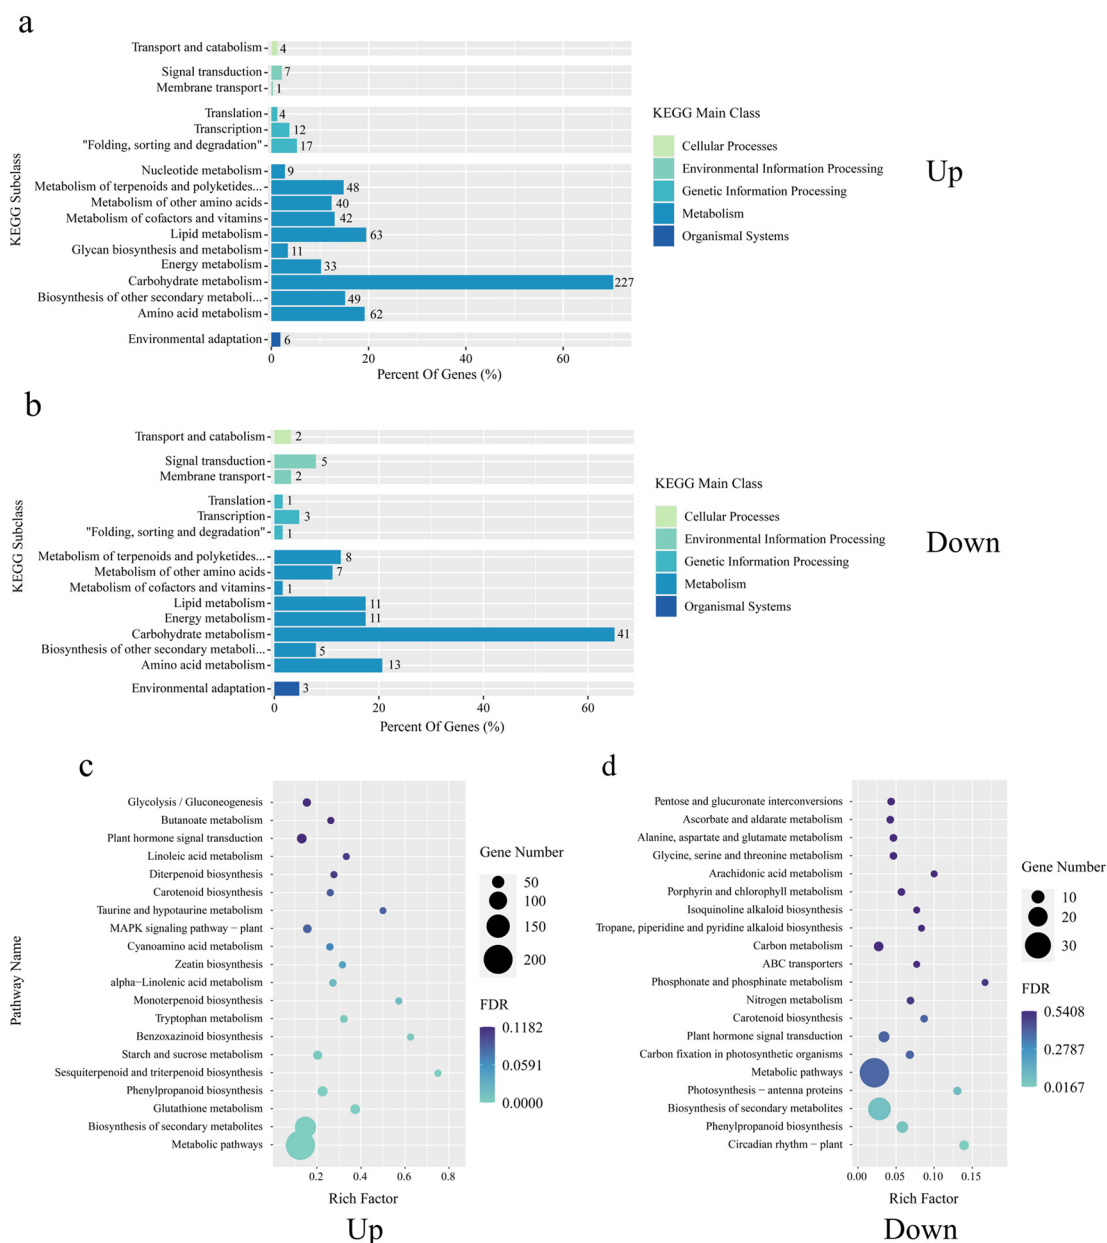 a
Transport and catabolism
4
Signal transduction
7
Membrane transport
1
Translation
4
Transcription
12
"Folding, sorting and degradation"
17
Nucleotide metabolism
9
Metabolism of terpenoids and polyketides...
48
Metabolism of other amino acids
40
Metabolism of cofactors and vitamins
42
Lipid metabolism
63
Glycan biosynthesis and metabolism
11
Energy metabolism
33
Carbohydrate metabolism
227
Biosynthesis of other secondary metaboli...
49
Amino acid metabolism
62
Environmental adaptation
6
0 20 40 60
Percent Of Genes (%)
KEGG Subclass
KEGG Main Class
Cellular Processes
Environmental Information Processing
Genetic Information Processing
Metabolism
Organismal Systems
Up
b
Transport and catabolism
2
Signal transduction
5
Membrane transport
2
Translation
1
Transcription
3
"Folding, sorting and degradation"
1
Metabolism of terpenoids and polyketides...
8
Metabolism of other amino acids
7
Metabolism of cofactors and vitamins
1
Lipid metabolism
11
Energy metabolism
11
Carbohydrate metabolism
41
Biosynthesis of other secondary metaboli...
5
Amino acid metabolism
13
Environmental adaptation
3
0 20 40 60
Percent Of Genes (%)
KEGG Subclass
KEGG Main Class
Cellular Processes
Environmental Information Processing
Genetic Information Processing
Metabolism
Organismal Systems
Down
c
Glycolysis / Gluconeogenesis
Butanoate metabolism
Plant hormone signal transduction
Linoleic acid metabolism
Diterpenoid biosynthesis
Carotenoid biosynthesis
Taurine and hypotaurine metabolism
MAPK signaling pathway − plant
Cyanoamino acid metabolism
Zeatin biosynthesis
alpha−Linolenic acid metabolism
Monoterpenoid biosynthesis
Tryptophan metabolism
Benzoxazinoid biosynthesis
Starch and sucrose metabolism
Sesquiterpenoid and triterpenoid biosynthesis
Phenylpropanoid biosynthesis
Glutathione metabolism
Biosynthesis of secondary metabolites
Metabolic pathways
0.2 0.4 0.6 0.8
Rich Factor
Pathway Name
Gene Number
50
100
150
200
FDR
0.1182
0.0591
0.0000
Up
d
Pentose and glucuronate interconversions
Ascorbate and aldarate metabolism
Alanine, aspartate and glutamate metabolism
Glycine, serine and threonine metabolism
Arachidonic acid metabolism
Porphyrin and chlorophyll metabolism
Isoquinoline alkaloid biosynthesis
Tropane, piperidine and pyridine alkaloid biosynthesis
Carbon metabolism
ABC transporters
Phosphonate and phosphinate metabolism
Nitrogen metabolism
Carotenoid biosynthesis
Plant hormone signal transduction
Carbon fixation in photosynthetic organisms
Metabolic pathways
Photosynthesis − antenna proteins
Biosynthesis of secondary metabolites
Phenylpropanoid biosynthesis
Circadian rhythm − plant
0.00 0.05 0.10 0.15
Rich Factor
Gene Number
10
20
30
FDR
0.5408
0.2787
0.0167
Down